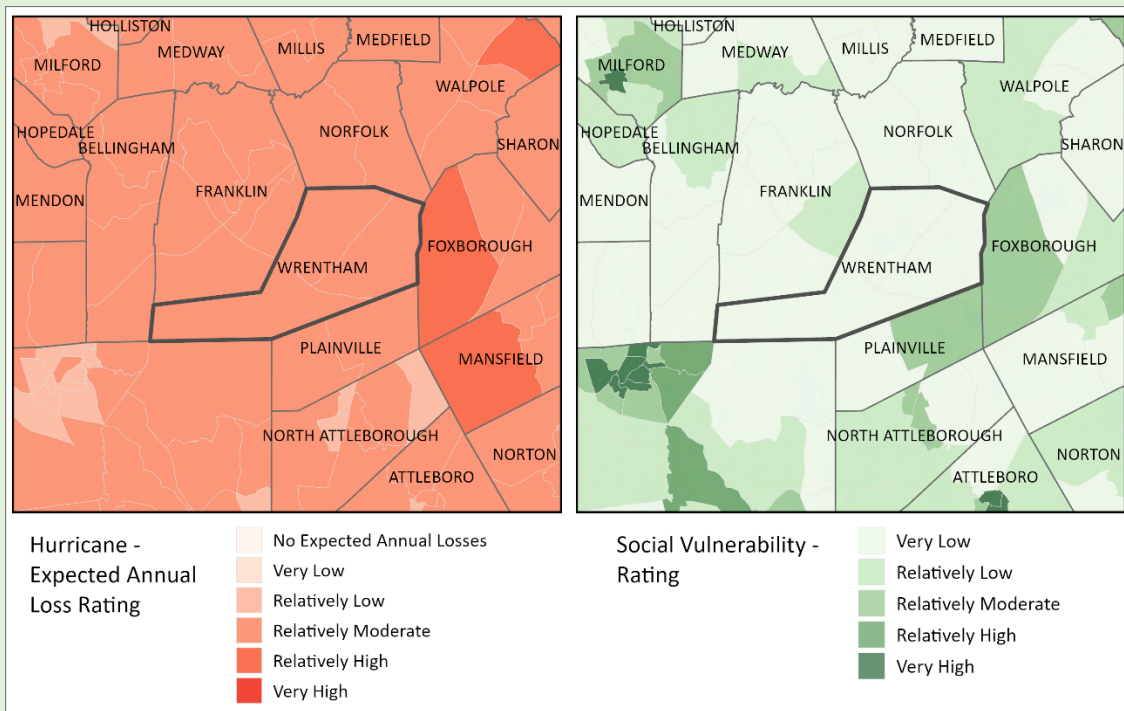 HOLLISTON
MEDWAY
MILLIS
MEDFIELD
MILFORD
WALPOLE
HOPEDALE
BELLINGHAM
NORFOLK
SHARON
MENDON
FRANKLIN
FOXBOROUGH
WRENTHAM
PLAINVILLE
MANSFIELD
NORTH ATTLEBOROUGH
NORTON
ATTLEBORO
HOLLISTON
MEDWAY
MILLIS
MEDFIELD
MILFORD
WALPOLE
HOPEDALE
BELLINGHAM
NORFOLK
SHARON
MENDON
FRANKLIN
FOXBOROUGH
WRENTHAM
PLAINVILLE
MANSFIELD
NORTH ATTLEBOROUGH
NORTON
ATTLEBORO
Hurricane -
Expected Annual
Loss Rating
No Expected Annual Losses
Very Low
Relatively Low
Relatively Moderate
Relatively High
Very High
Social Vulnerability -
Rating
Very Low
Relatively Low
Relatively Moderate
Relatively High
Very High